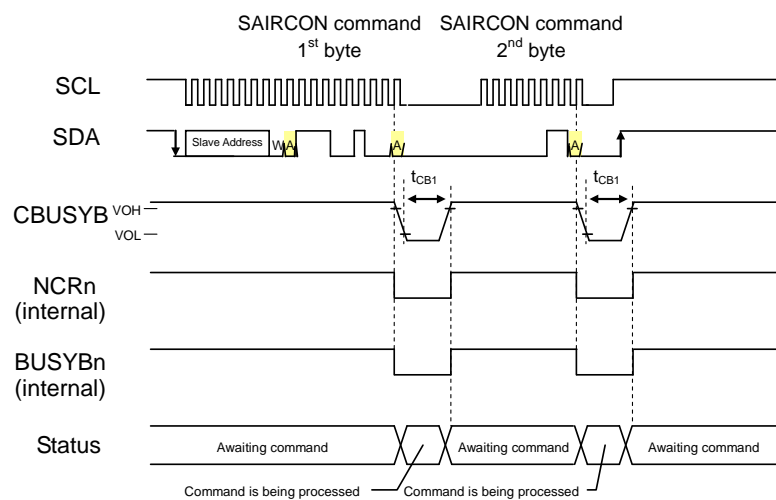 SAIRCON command
1st byte
SAIRCON command
2nd byte
SCL
SDA
Slave Address
W
A
A
A
tCB1
tCB1
CBUSYB
VOH
VOL
NCRn
(internal)
BUSYBn
(internal)
Status
Awaiting command
Awaiting command
Awaiting command
Command is being processed
Command is being processed